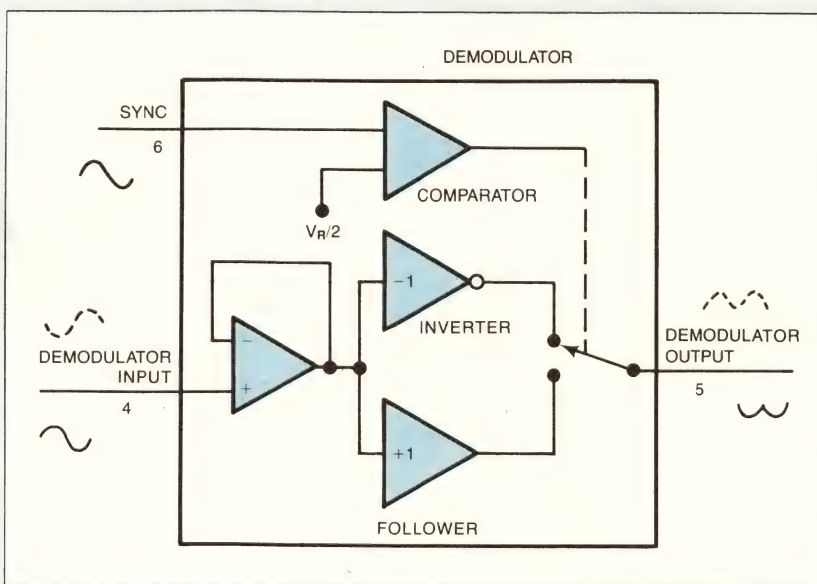 DEMODULATOR
SYNC
6
COMPARATOR
V_R/2
−1
INVERTER
−
DEMODULATOR
INPUT
+
4
DEMODULATOR
OUTPUT
5
+1
FOLLOWER